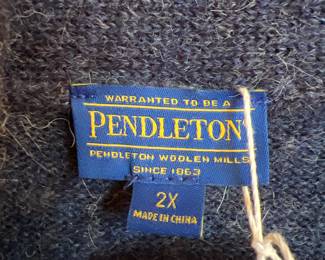 WARRANTED TO BE A
PENDLETON®
PENDLETON WOOLEN MILLS
SINCE 1863
2X
MADE IN CHINA